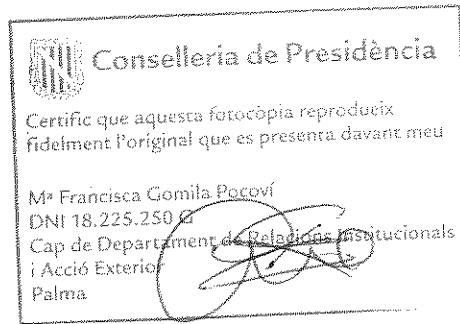 Conselleria de Presidència
Certific que aquesta fotocòpia reprodueix
fidelment l'original que es presenta davant meu
Mª Francisca Gomila Pocoví
DNI 18.225.250 G
Cap de Departament de Relacions Institucionals
i Acció Exterior
Palma